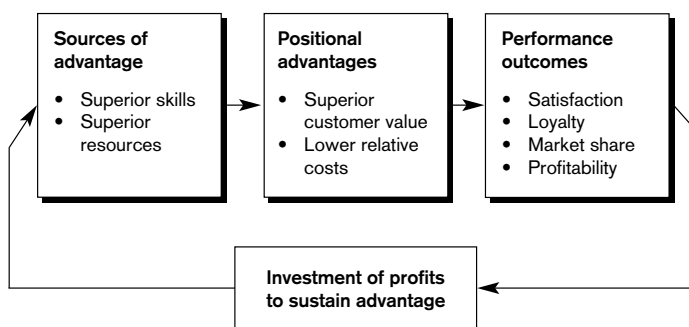 Sources of
advantage
• Superior skills
• Superior
resources
Positional
advantages
• Superior
customer value
• Lower relative
costs
Performance
outcomes
• Satisfaction
• Loyalty
• Market share
• Profitability
Investment of profits
to sustain advantage